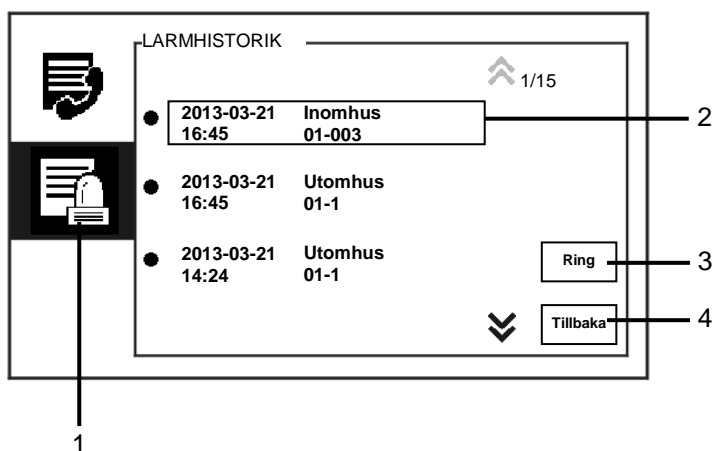 LARMHISTORIK
1/15
2013-03-21 Inomhus
16:45 01-003
2
2013-03-21 Utomhus
16:45 01-1
2013-03-21 Utomhus
14:24 01-1
Ring
3
Tillbaka
4
1